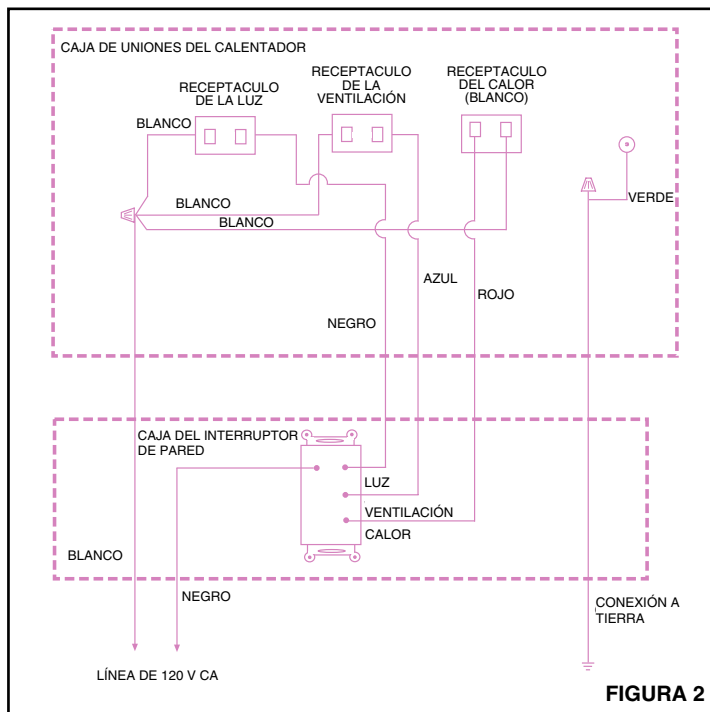 CAJA DE UNIONES DEL CALENTADOR
RECEPTACULO
DE LA LUZ
RECEPTACULO
DE LA
VENTILACIÓN
RECEPTACULO
DEL CALOR
(BLANCO)
BLANCO
BLANCO
BLANCO
VERDE
AZUL
ROJO
NEGRO
CAJA DEL INTERRUPTOR
DE PARED
LUZ
VENTILACIÓN
CALOR
BLANCO
NEGRO
CONEXIÓN A
TIERRA
LÍNEA DE 120 V CA
FIGURA 2